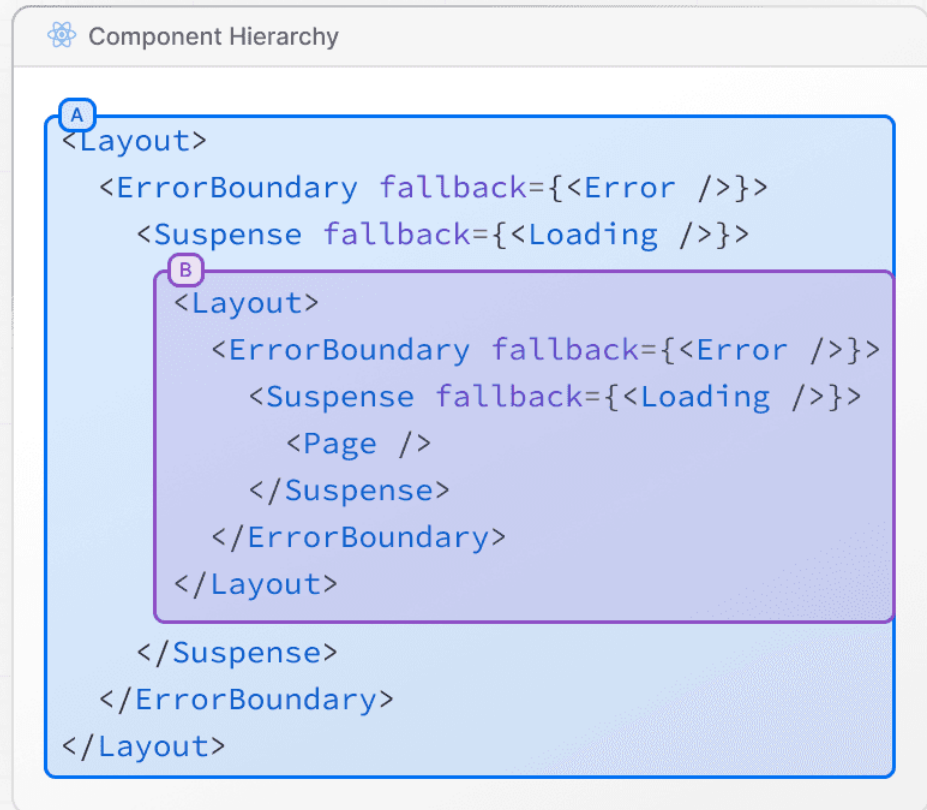 Component Hierarchy
A
<Layout>
<ErrorBoundary fallback={<Error />}>
<Suspense fallback={<Loading />}>
B
<Layout>
<ErrorBoundary fallback={<Error />}>
<Suspense fallback={<Loading />}>
<Page />
</Suspense>
</ErrorBoundary>
</Layout>
</Suspense>
</ErrorBoundary>
</Layout>